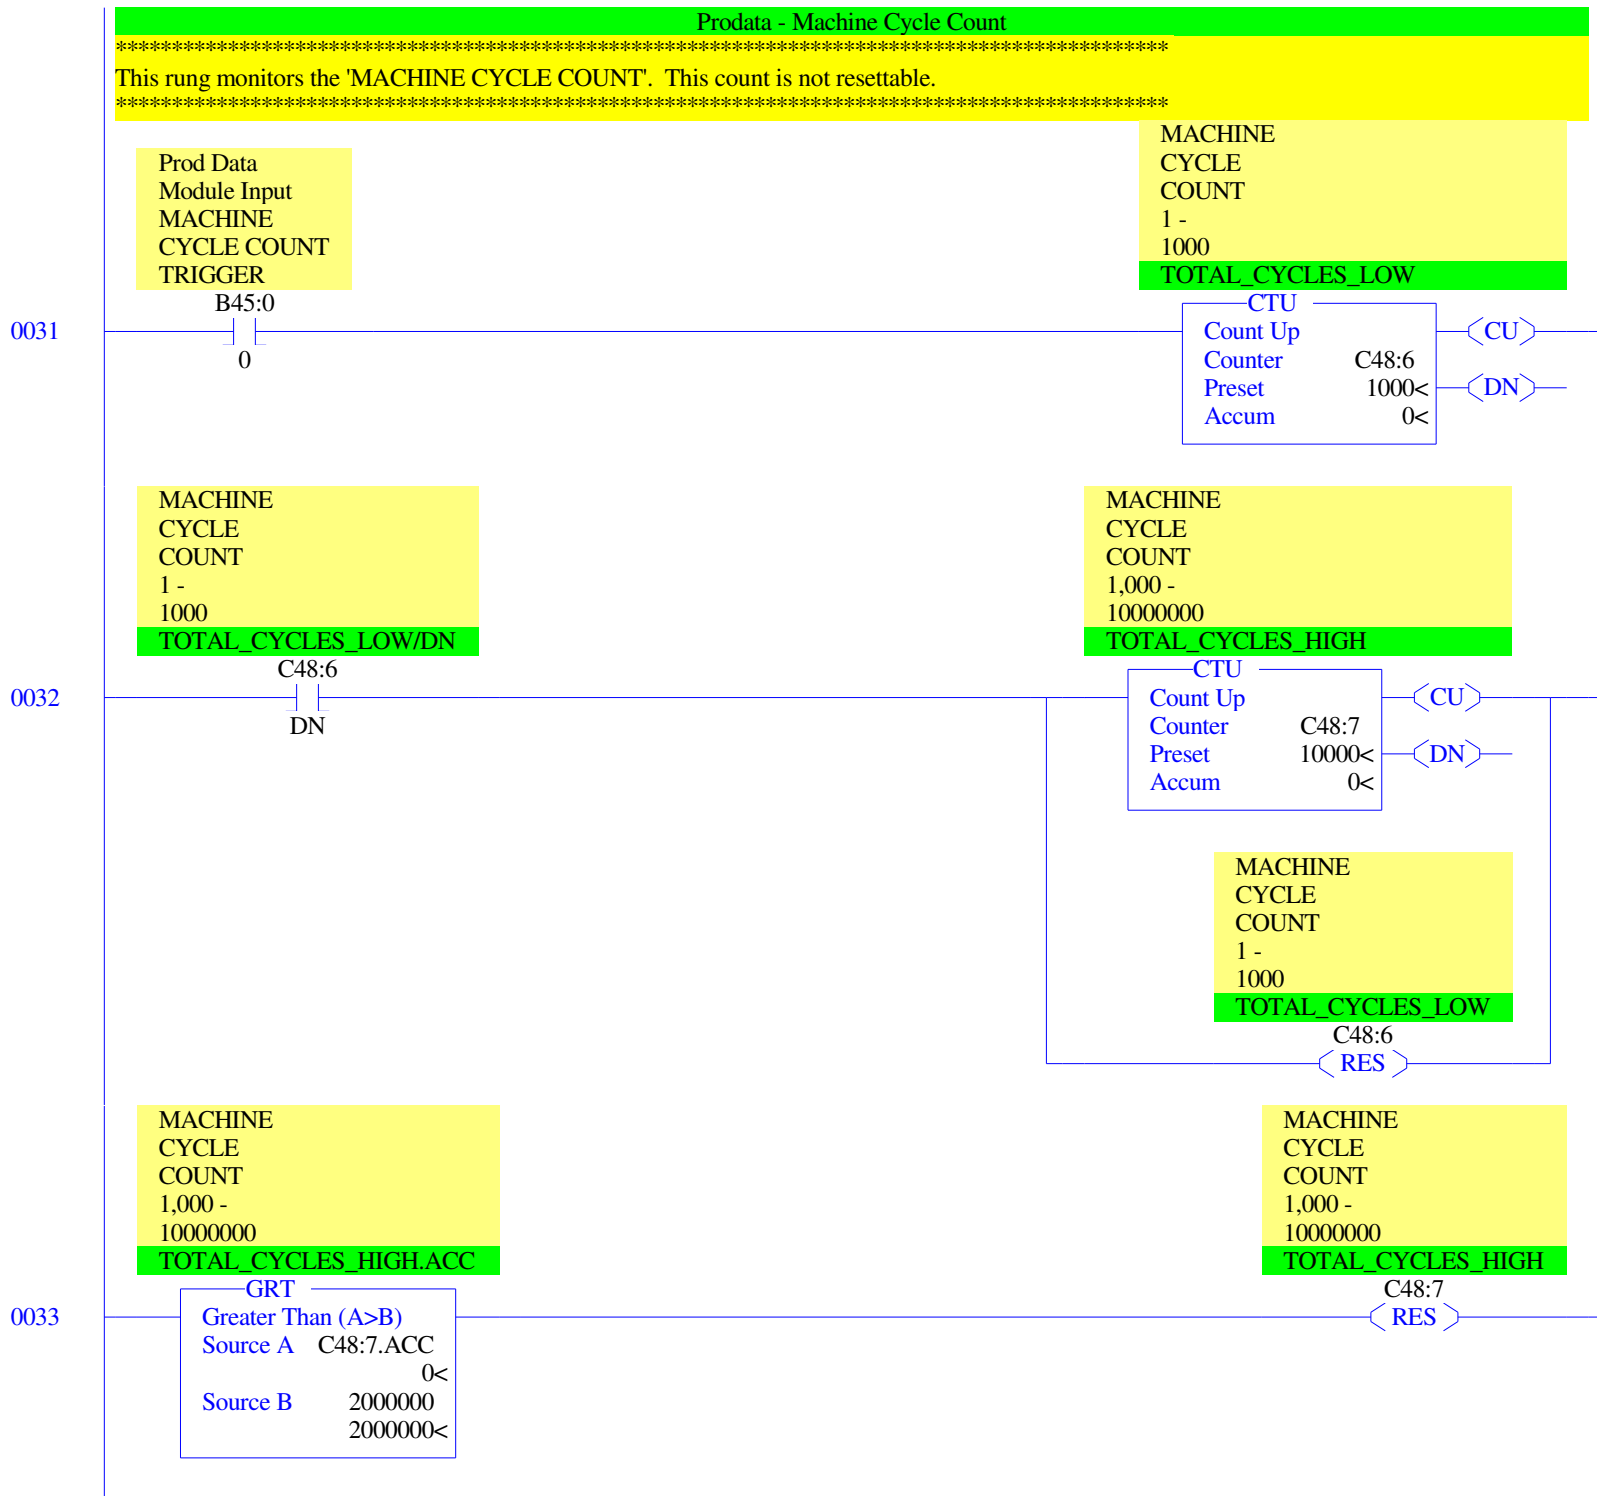 Prodata - Machine Cycle Count
**********************************************************************************************
This rung monitors the 'MACHINE CYCLE COUNT'.  This count is not resettable.
**********************************************************************************************
Prod Data
Module Input
MACHINE
CYCLE COUNT
TRIGGER
B45:0
0
MACHINE
CYCLE
COUNT
1 -
1000
TOTAL_CYCLES_LOW
CTU
Count Up
Counter C48:6
Preset 1000<
Accum 0<
CU
DN
0031
MACHINE
CYCLE
COUNT
1 -
1000
TOTAL_CYCLES_LOW/DN
C48:6
DN
MACHINE
CYCLE
COUNT
1,000 -
10000000
TOTAL_CYCLES_HIGH
CTU
Count Up
Counter C48:7
Preset 10000<
Accum 0<
CU
DN
0032
MACHINE
CYCLE
COUNT
1 -
1000
TOTAL_CYCLES_LOW
C48:6
RES
MACHINE
CYCLE
COUNT
1,000 -
10000000
TOTAL_CYCLES_HIGH.ACC
GRT
Greater Than (A>B)
Source A C48:7.ACC
0<
Source B 2000000
2000000<
MACHINE
CYCLE
COUNT
1,000 -
10000000
TOTAL_CYCLES_HIGH
C48:7
RES
0033